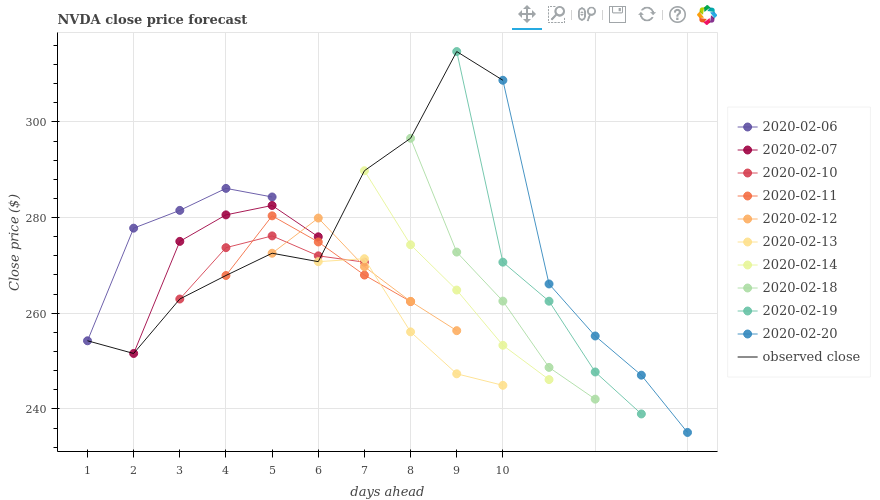 NVDA close price forecast
300
280
260
240
Close price ($)
1 2 3 4 5 6 7 8 9 10
days ahead
2020-02-06
2020-02-07
2020-02-10
2020-02-11
2020-02-12
2020-02-13
2020-02-14
2020-02-18
2020-02-19
2020-02-20
observed close